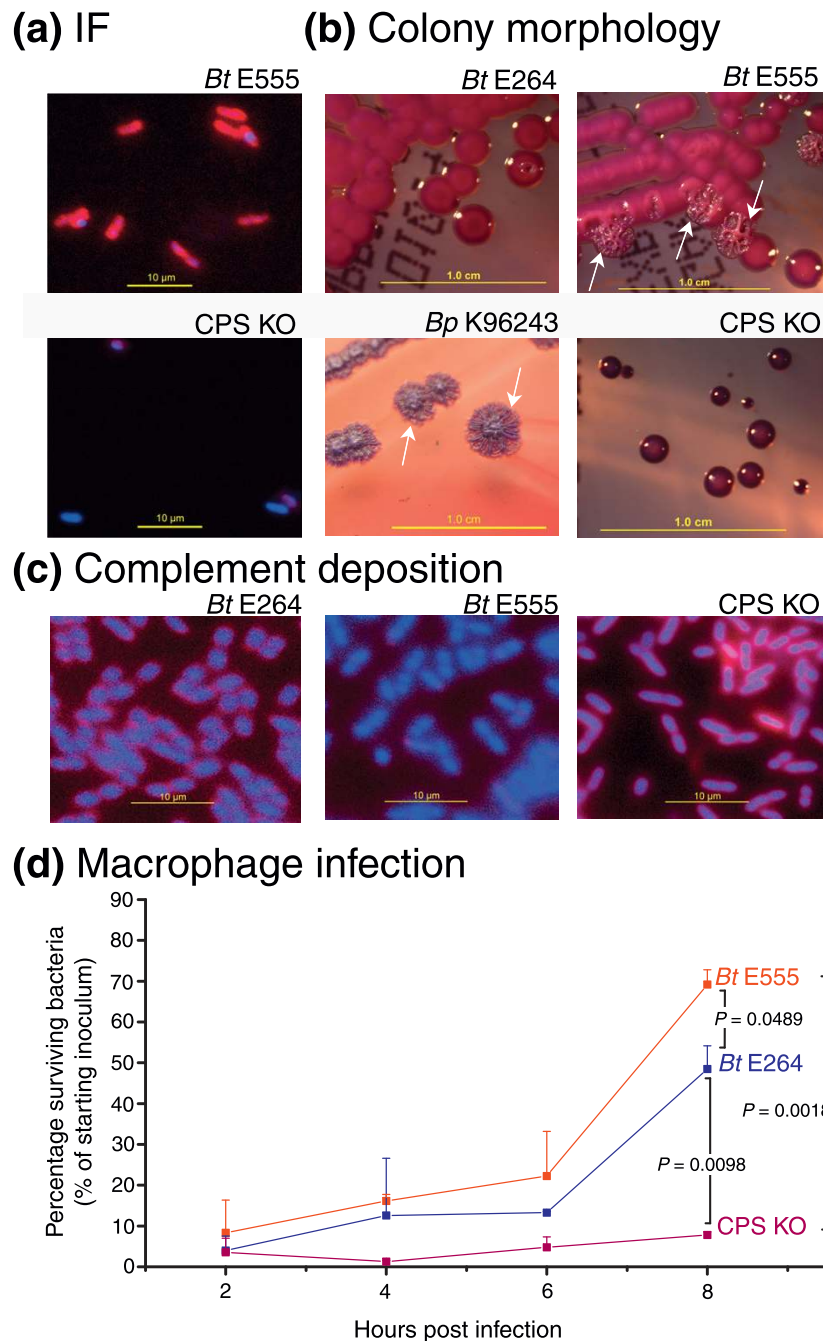 (a) IF
(b) Colony morphology
Bt E555
Bt E264
Bt E555
10 µm
1.0 cm
1.0 cm
CPS KO
Bp K96243
CPS KO
10 µm
1.0 cm
1.0 cm
(c) Complement deposition
Bt E264
Bt E555
CPS KO
10 µm
10 µm
10 µm
(d) Macrophage infection
Percentage surviving bacteria
(% of starting inoculum)
90
80
70
60
50
40
30
20
10
0
Bt E555
P = 0.0489
Bt E264
P = 0.0018
P = 0.0098
CPS KO
2
4
6
8
Hours post infection